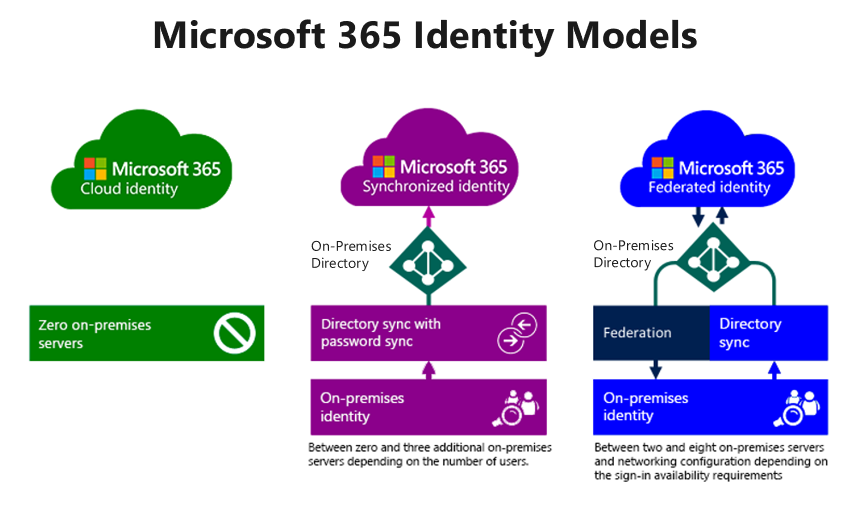 Microsoft 365 Identity Models
Microsoft 365
Cloud identity
Zero on-premises
servers
Microsoft 365
Synchronized identity
On-Premises
Directory
Directory sync with
password sync
On-premises
identity
Between zero and three additional on-premises
servers depending on the number of users.
Microsoft 365
Federated identity
On-Premises
Directory
Federation
Directory
sync
On-premises
identity
Between two and eight on-premises servers
and networking configuration depending on
the sign-in availability requirements